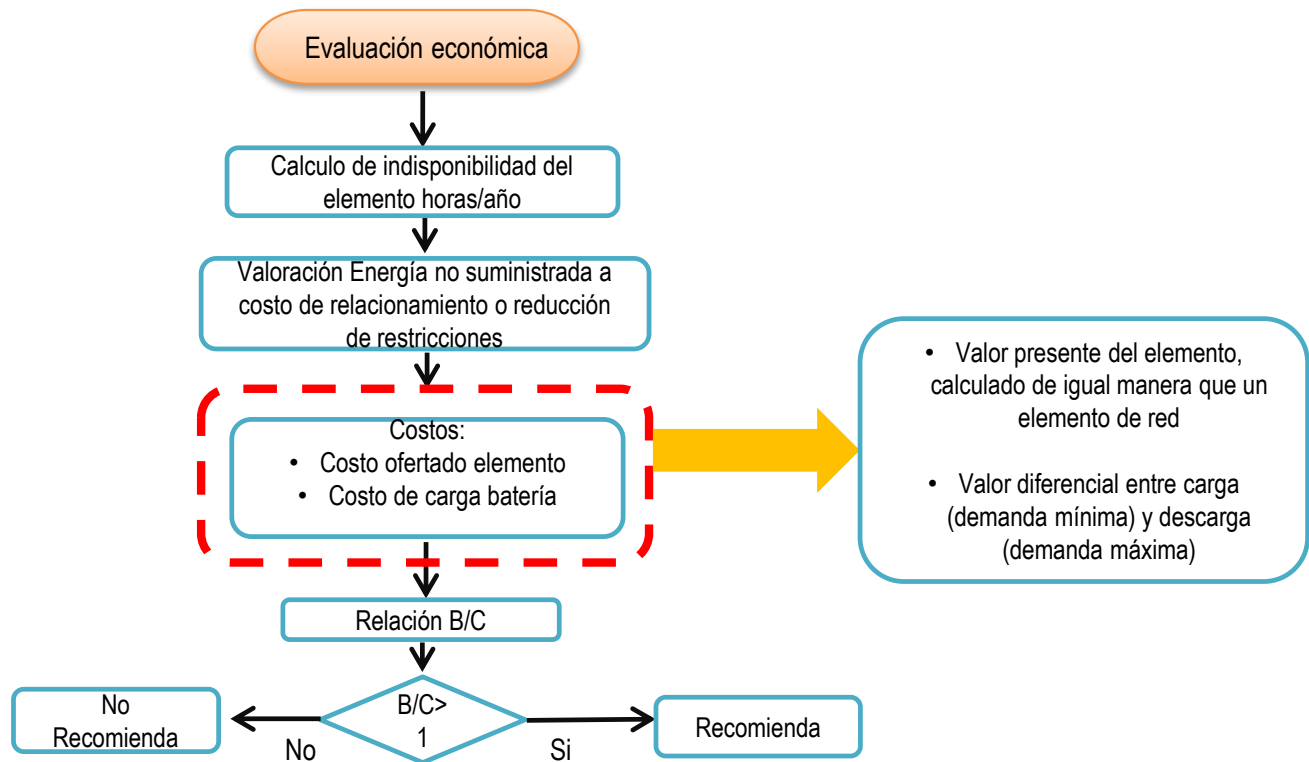 Evaluación económica
Calculo de indisponibilidad del
elemento horas/año
Valoración Energía no suministrada a
costo de relacionamiento o reducción
de restricciones
Costos:
• Costo ofertado elemento
• Costo de carga batería
• Valor presente del elemento,
calculado de igual manera que un
elemento de red
• Valor diferencial entre carga
(demanda mínima) y descarga
(demanda máxima)
Relación B/C
B/C>
1
No
Recomienda
No
Si
Recomienda